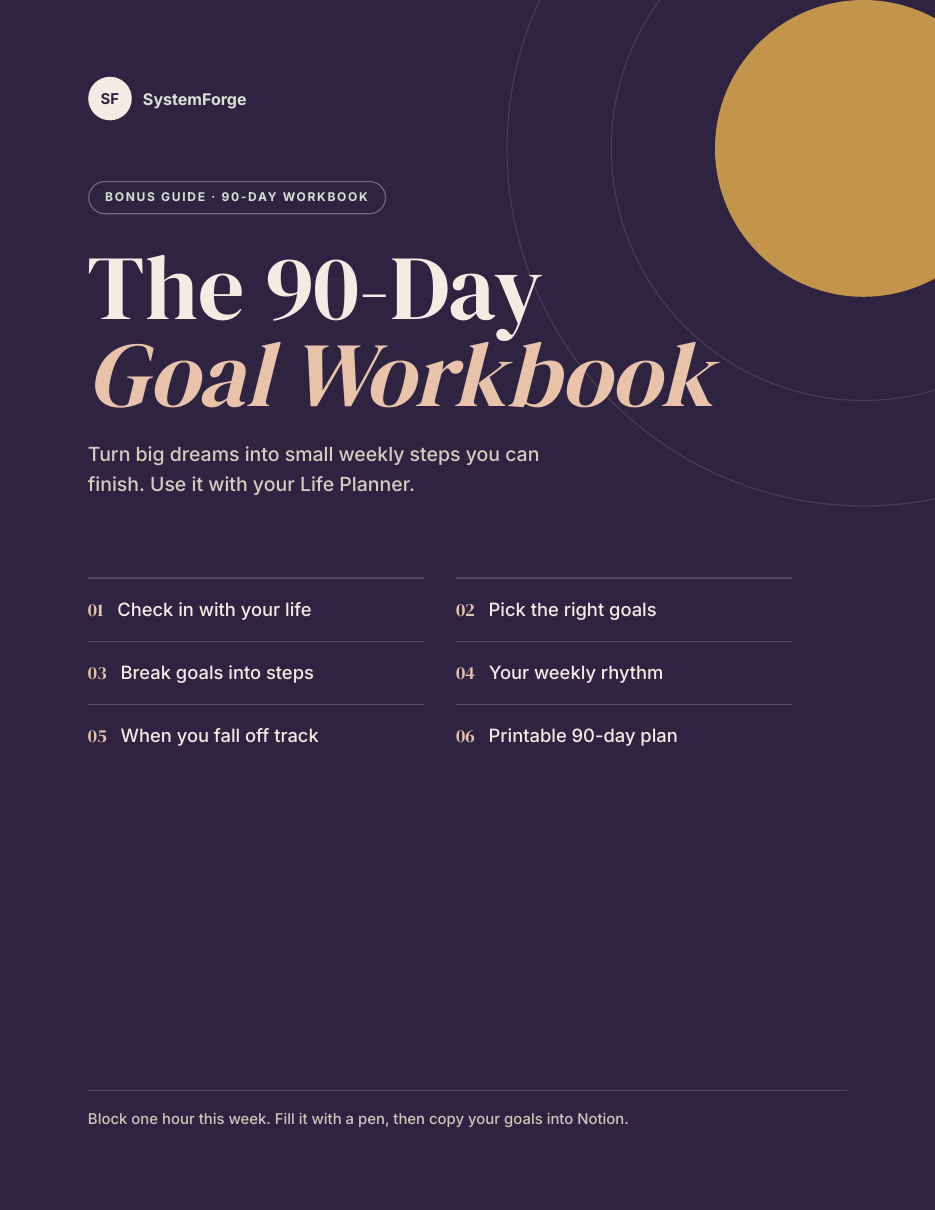 SF SystemForge
BONUS GUIDE · 90-DAY WORKBOOK
The 90-Day
Goal Workbook
Turn big dreams into small weekly steps you can
finish. Use it with your Life Planner.
01 Check in with your life
02 Pick the right goals
03 Break goals into steps
04 Your weekly rhythm
05 When you fall off track
06 Printable 90-day plan
Block one hour this week. Fill it with a pen, then copy your goals into Notion.